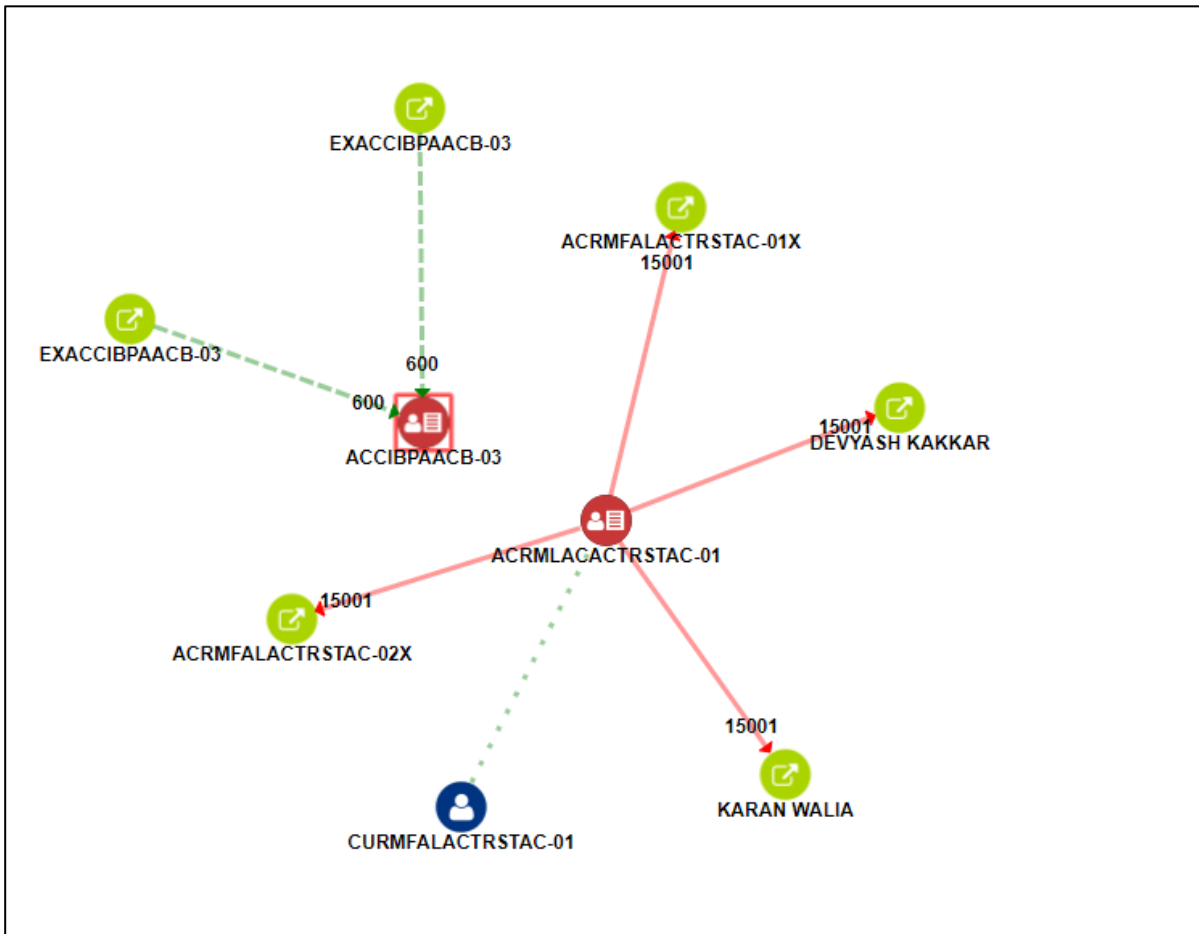 EXACCIBPAACB-03
ACRMFALACTRSTAC-01X
15001
EXACCIBPAACB-03
600
600
15001
DEVYASH KAKKAR
ACCIBPAACB-03
ACRMLACACTRSTAC-01
15001
ACRMFALACTRSTAC-02X
15001
KARAN WALIA
CURMFALACTRSTAC-01